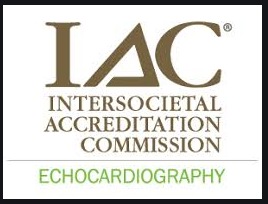 IAC®
INTERSOCIETAL
ACCREDITATION
COMMISSION
ECHOCARDIOGRAPHY